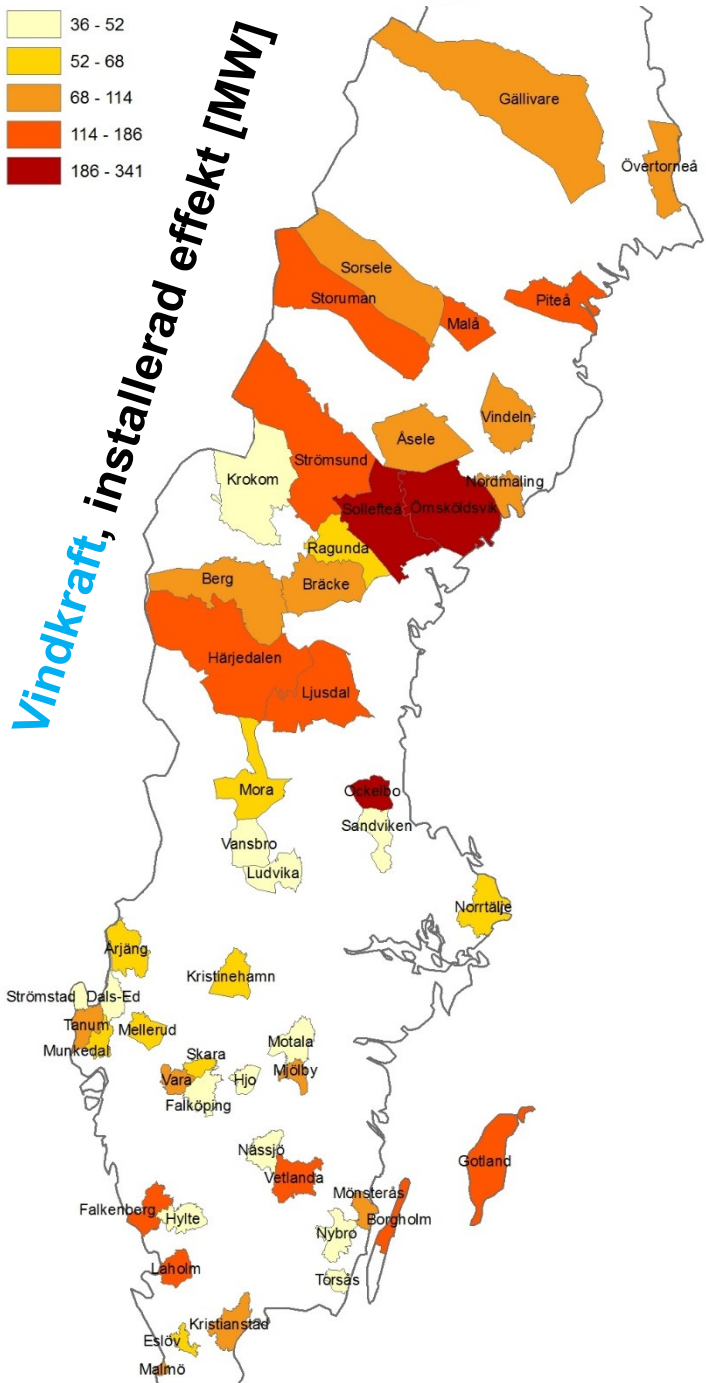 36 - 52
52 - 68
68 - 114
114 - 186
186 - 341
Vindkraft, installerad effekt [MW]
Gällivare
Övertorneå
Sorsele
Storuman
Piteå
Malå
Vindeln
Åsele
Strömsund
Krokom
Nordmaling
Sollefteå
Örnsköldsvik
Ragunda
Berg
Bräcke
Härjedalen
Ljusdal
Mora
Ockelbo
Sandviken
Vansbro
Ludvika
Norrtälje
Årjäng
Kristinehamn
Strömstad
Dals-Ed
Tanum
Mellerud
Munkedal
Motala
Skara
Mjölby
Vara
Hjo
Falköping
Nässjö
Gotland
Vetlanda
Mönsterås
Falkenberg
Hylte
Borgholm
Nybro
Laholm
Torsås
Kristianstad
Eslöv
Malmö